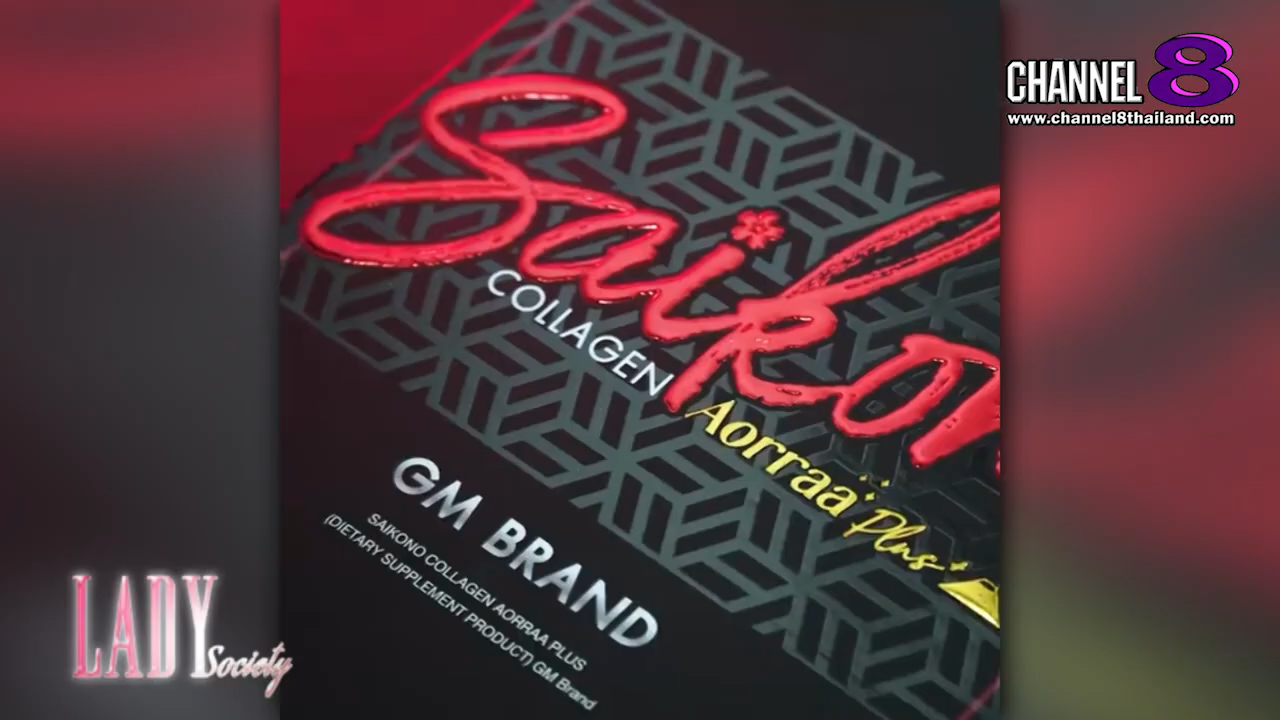 CHANNEL 8
www.channel8thailand.com
Saikon
COLLAGEN
Aorraa
Plus
GM BRAND
SAIKONO COLLAGEN AORRAA PLUS
(DIETARY SUPPLEMENT PRODUCT) GM Brand
LADY
Society